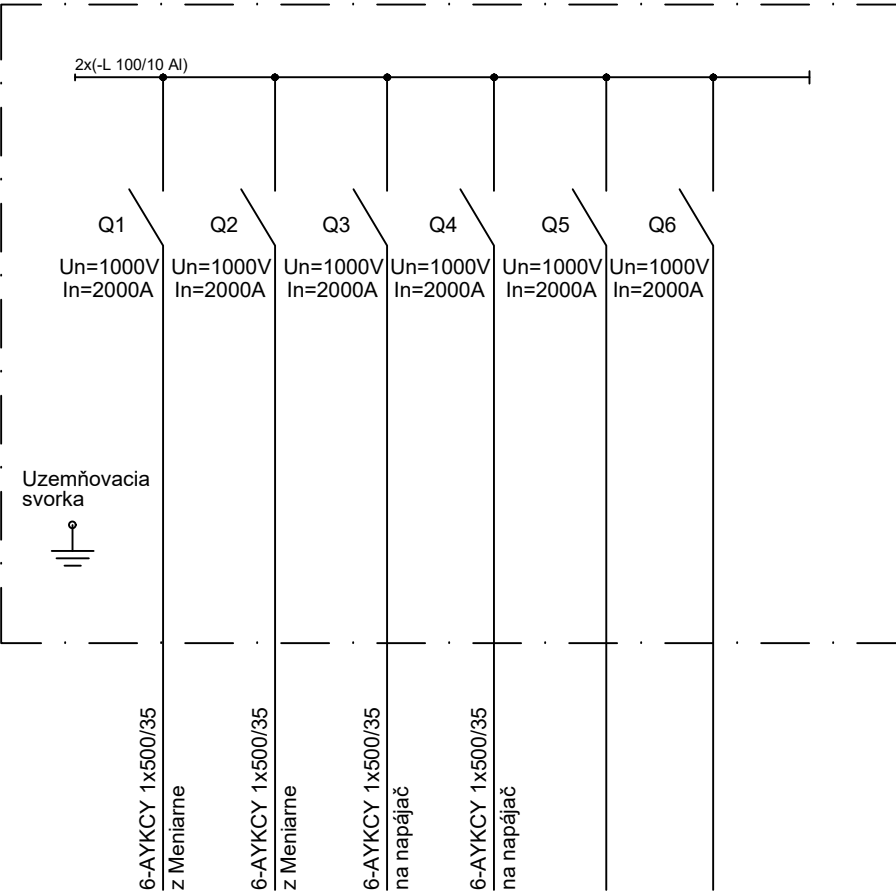 2x(-L 100/10 Al)
Q1
Q2
Q3
Q4
Q5
Q6
Un=1000V
In=2000A
Un=1000V
In=2000A
Un=1000V
In=2000A
Un=1000V
In=2000A
Un=1000V
In=2000A
Un=1000V
In=2000A
Uzemňovacia
svorka
6-AYKCY 1x500/35
z Meniarne
6-AYKCY 1x500/35
z Meniarne
6-AYKCY 1x500/35
na napájač
6-AYKCY 1x500/35
na napájač